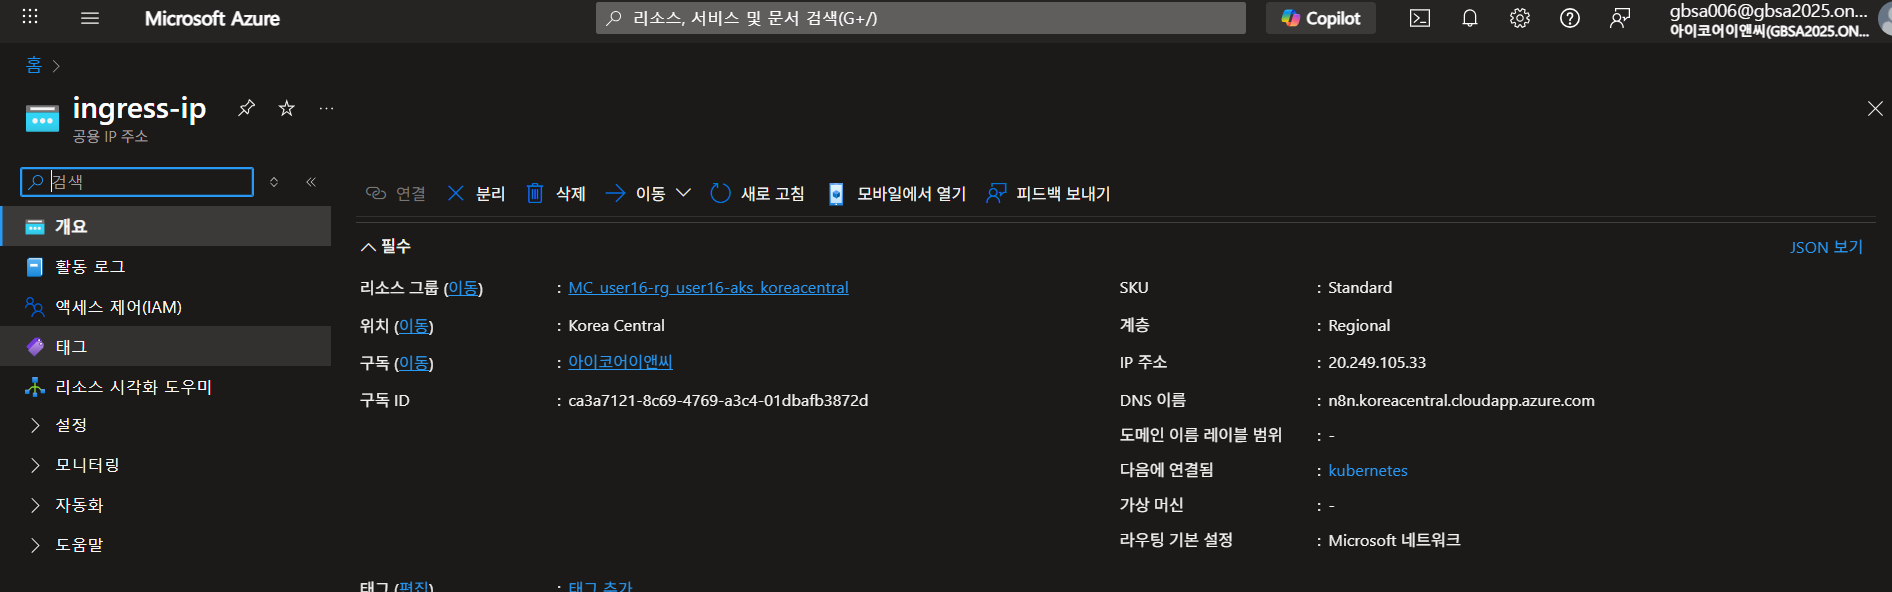 Microsoft Azure
리소스, 서비스 및 문서 검색(G+/)
Copilot
gbsa006@gbsa2025.on...
아이코어이앤씨(GBSA2025.ON...
홈
ingress-ip
공용 IP 주소
검색
연결
분리
삭제
이동
새로 고침
모바일에서 열기
피드백 보내기
개요
활동 로그
액세스 제어(IAM)
태그
리소스 시각화 도우미
설정
모니터링
자동화
도움말
필수
JSON 보기
리소스 그룹 (이동) : MC_user16-rg_user16-aks_koreacentral
위치 (이동) : Korea Central
구독 (이동) : 아이코어이앤씨
구독 ID : ca3a7121-8c69-4769-a3c4-01dbafb3872d
SKU : Standard
계층 : Regional
IP 주소 : 20.249.105.33
DNS 이름 : n8n.koreacentral.cloudapp.azure.com
도메인 이름 레이블 범위 : -
다음에 연결됨 : kubernetes
가상 머신 : -
라우팅 기본 설정 : Microsoft 네트워크
태그 (편집) : 태그 추가